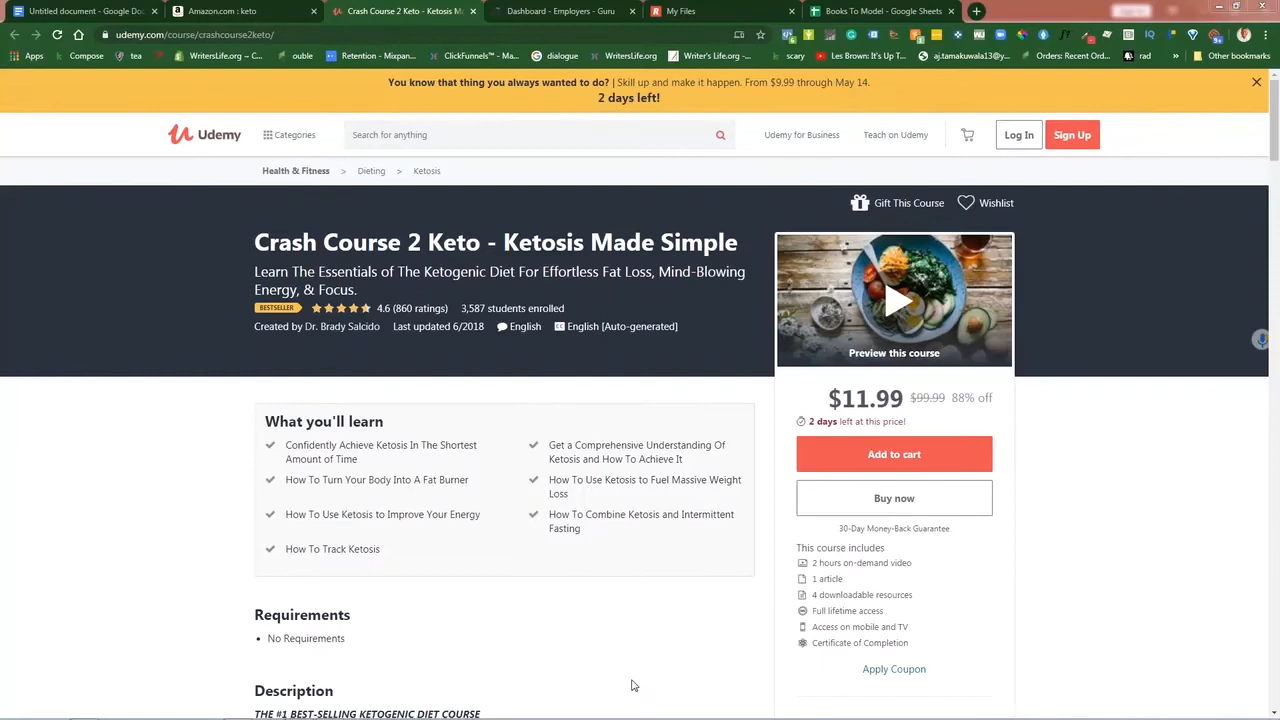 Untitled document - Google Doc
Amazon.com : keto
Crash Course 2 Keto - Ketosis Ma
Dashboard - Employers - Guru
My Files
Books To Model - Google Sheets
udemy.com/course/crashcourse2keto/
Apps
Compose
tea
WritersLife.org ~ C...
ouble
Retention - Mixpan...
ClickFunnels™ - Ma...
dialogue
WritersLife.org
Writer's Life.org -...
scary
Les Brown: It's Up T...
aj.tamakuwala13@y...
Orders: Recent Ord...
rad
»
Other bookmarks
You know that thing you always wanted to do? | Skill up and make it happen. From $9.99 through May 14.
2 days left!
Udemy
Categories
Search for anything
Udemy for Business
Teach on Udemy
Log In
Sign Up
Health & Fitness > Dieting > Ketosis
Gift This Course
Wishlist
Crash Course 2 Keto - Ketosis Made Simple
Learn The Essentials of The Ketogenic Diet For Effortless Fat Loss, Mind-Blowing
Energy, & Focus.
BESTSELLER 4.6 (860 ratings) 3,587 students enrolled
Created by Dr. Brady Salcido Last updated 6/2018 English English [Auto-generated]
Preview this course
What you'll learn
Confidently Achieve Ketosis In The Shortest
Amount of Time
How To Turn Your Body Into A Fat Burner
How To Use Ketosis to Improve Your Energy
How To Track Ketosis
Get a Comprehensive Understanding Of
Ketosis and How To Achieve It
How To Use Ketosis to Fuel Massive Weight
Loss
How To Combine Ketosis and Intermittent
Fasting
$11.99 $99.99 88% off
2 days left at this price!
Add to cart
Buy now
30-Day Money-Back Guarantee
This course includes
2 hours on-demand video
1 article
4 downloadable resources
Full lifetime access
Access on mobile and TV
Certificate of Completion
Apply Coupon
Requirements
• No Requirements
Description
THE #1 BEST-SELLING KETOGENIC DIET COURSE